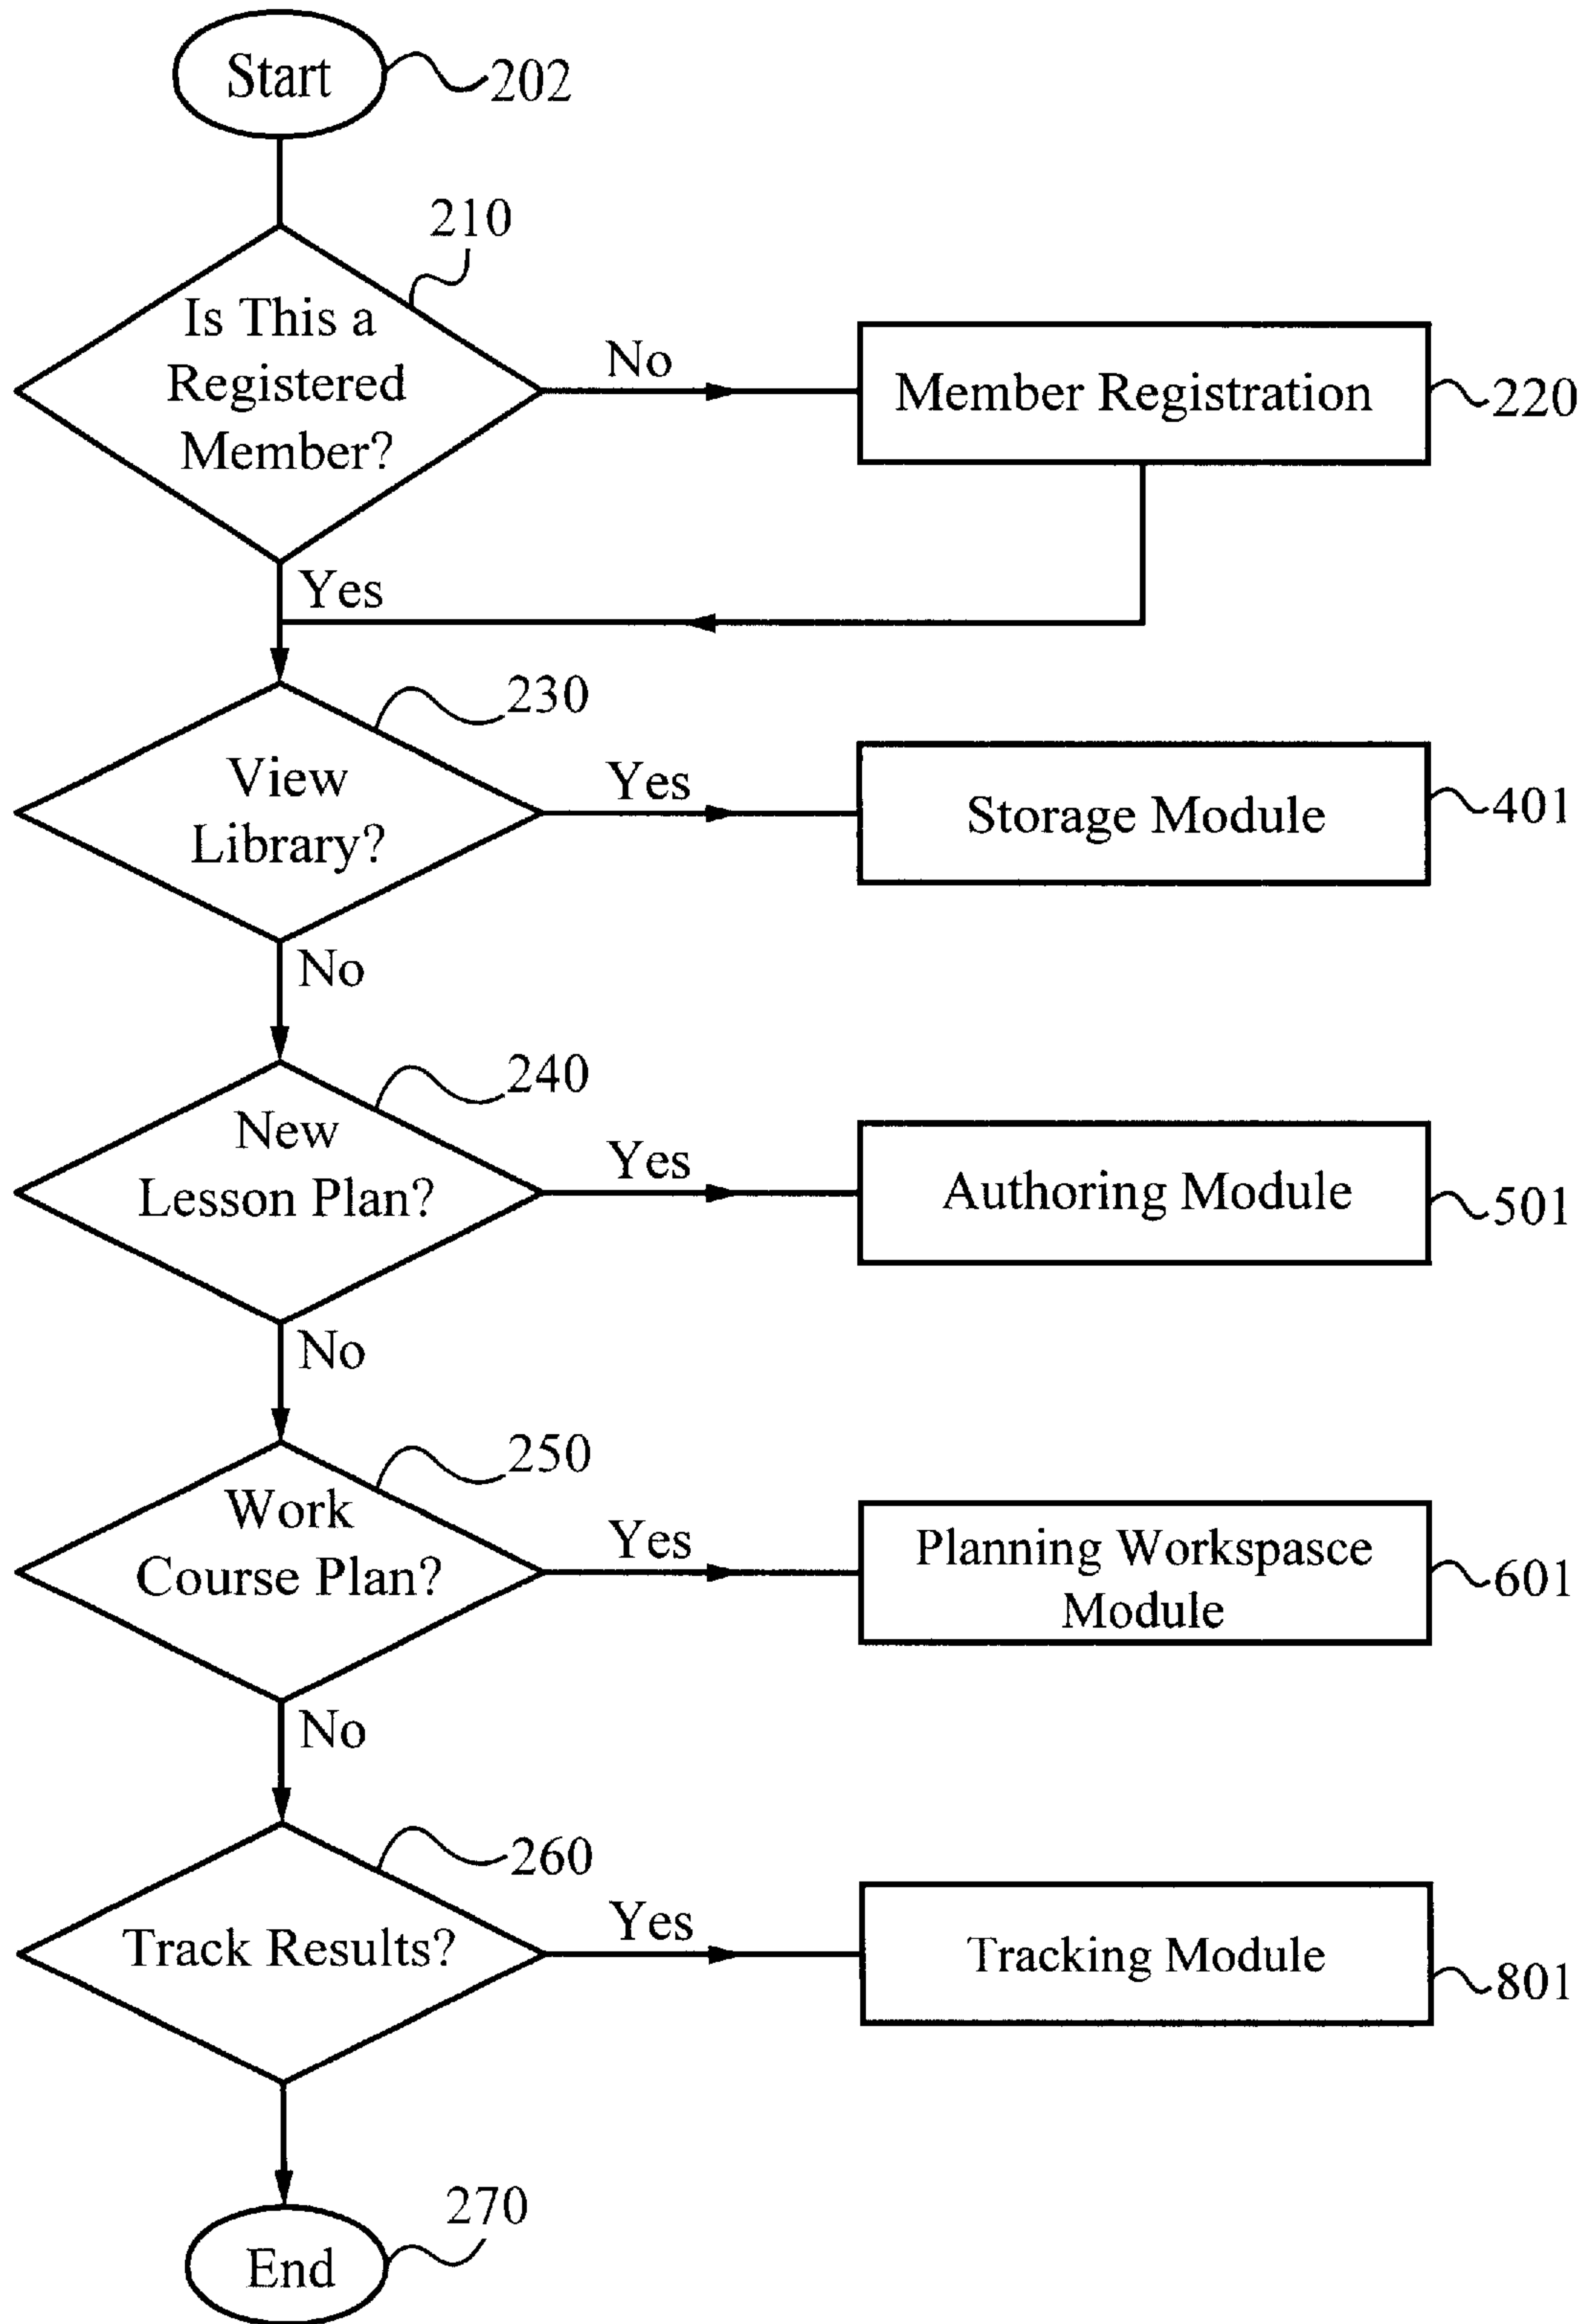 Start
202
210
Is This a
Registered
Member?
No
Member Registration
220
Yes
230
View
Library?
Yes
Storage Module
401
No
240
New
Lesson Plan?
Yes
Authoring Module
501
No
250
Work
Course Plan?
Yes
Planning Workspasce
Module
601
No
260
Track Results?
Yes
Tracking Module
801
270
End